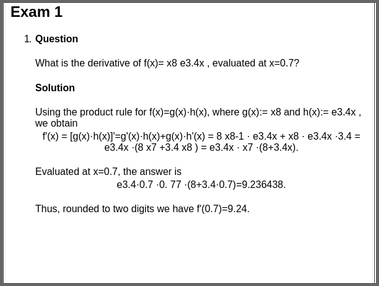 Exam 1
1. Question
What is the derivative of f(x)= x8 e3.4x , evaluated at x=0.7?
Solution
Using the product rule for f(x)=g(x)·h(x), where g(x):= x8 and h(x):= e3.4x ,
we obtain
f'(x) = [g(x)·h(x)]'=g'(x)·h(x)+g(x)·h'(x) = 8 x8-1 · e3.4x + x8 · e3.4x ·3.4 =
e3.4x ·(8 x7 +3.4 x8 ) = e3.4x · x7 ·(8+3.4x).
Evaluated at x=0.7, the answer is
e3.4·0.7 ·0. 77 ·(8+3.4·0.7)=9.236438.
Thus, rounded to two digits we have f'(0.7)=9.24.